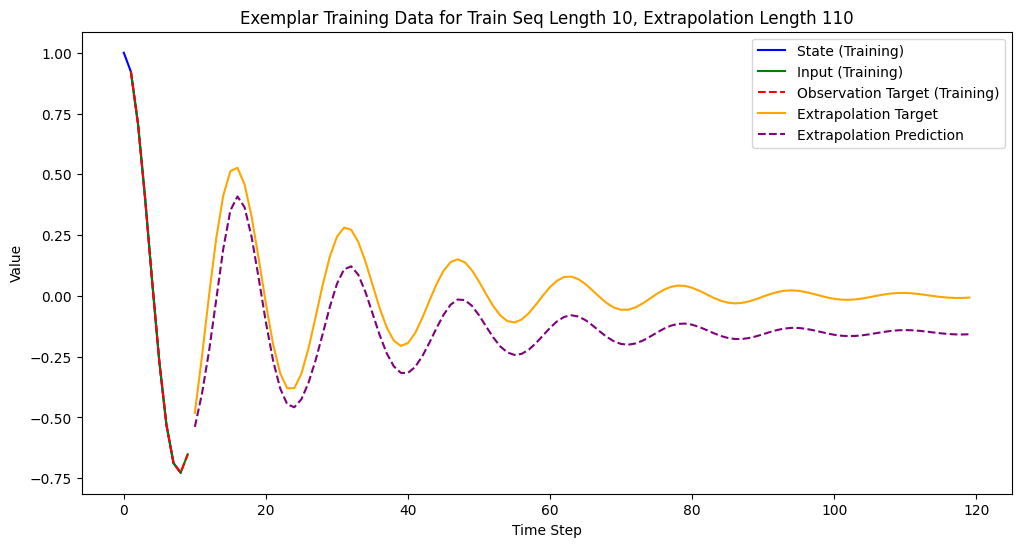 Exemplar Training Data for Train Seq Length 10, Extrapolation Length 110
State (Training)
Input (Training)
Observation Target (Training)
Extrapolation Target
Extrapolation Prediction
Value
1.00
0.75
0.50
0.25
0.00
−0.25
−0.50
−0.75
0 20 40 60 80 100 120
Time Step